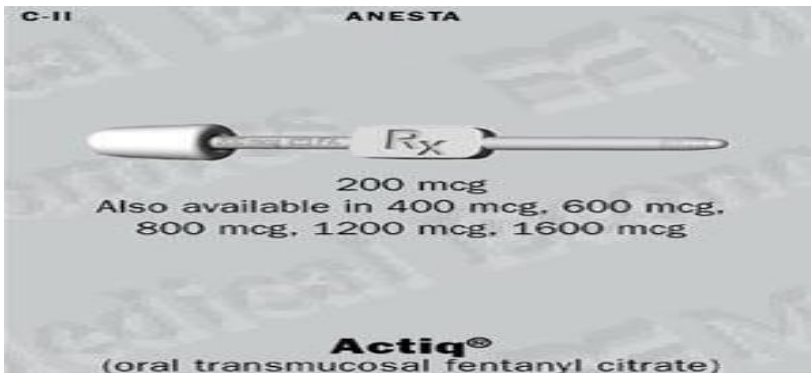 C-II ANESTA
Rx
200 mcg
Also available in 400 mcg, 600 mcg,
800 mcg, 1200 mcg, 1600 mcg
Actiq®
(oral transmucosal fentanyl citrate)